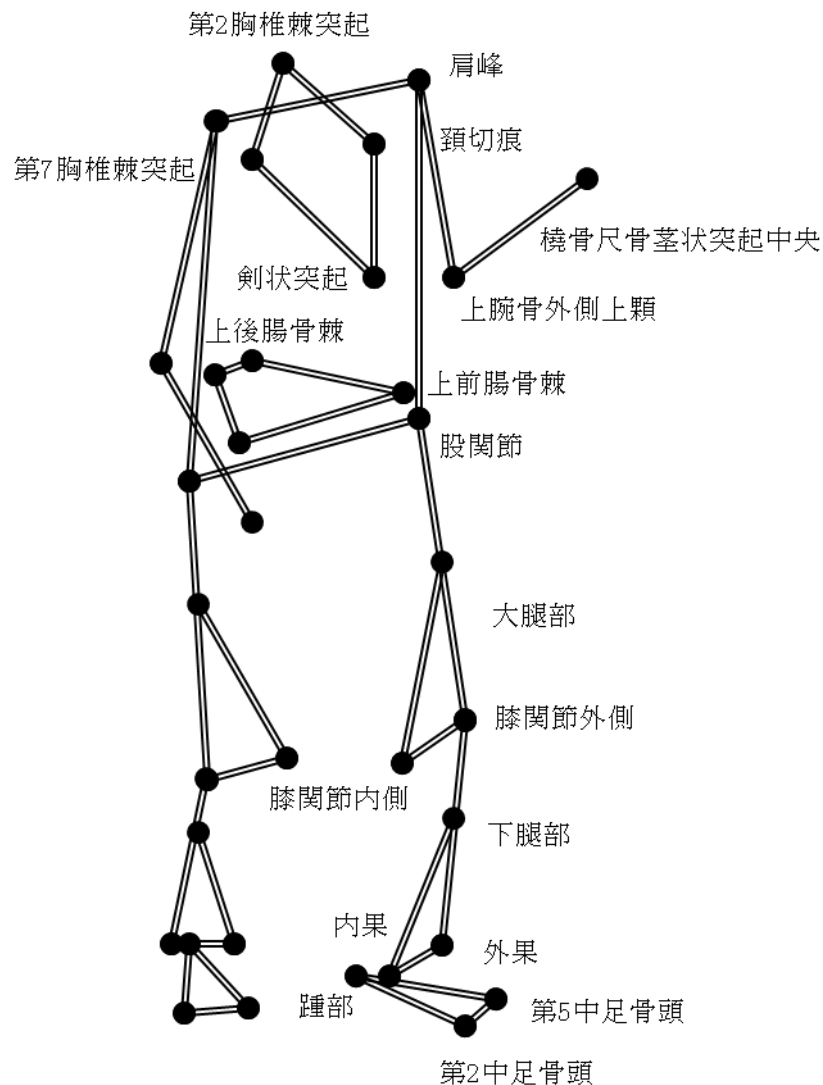 第2胸椎棘突起
肩峰
頚切痕
第7胸椎棘突起
橈骨尺骨茎状突起中央
剣状突起
上腕骨外側上顆
上後腸骨棘
上前腸骨棘
股関節
大腿部
膝関節外側
膝関節内側
下腿部
内果
外果
踵部
第5中足骨頭
第2中足骨頭